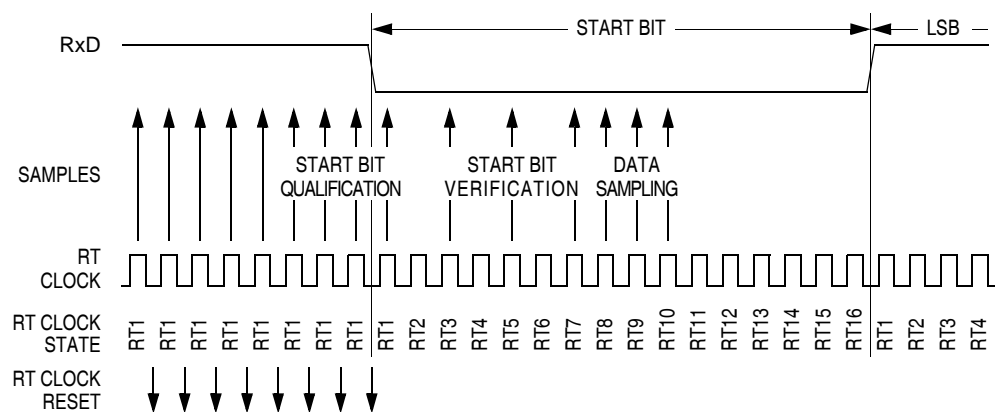 START BIT
LSB
RxD
SAMPLES
START BIT QUALIFICATION
START BIT VERIFICATION
DATA SAMPLING
RT CLOCK
RT CLOCK STATE
RT1 RT1 RT1 RT1 RT1 RT1 RT1 RT1 RT1 RT2 RT3 RT4 RT5 RT6 RT7 RT8 RT9 RT10 RT11 RT12 RT13 RT14 RT15 RT16 RT1 RT2 RT3 RT4
RT CLOCK RESET